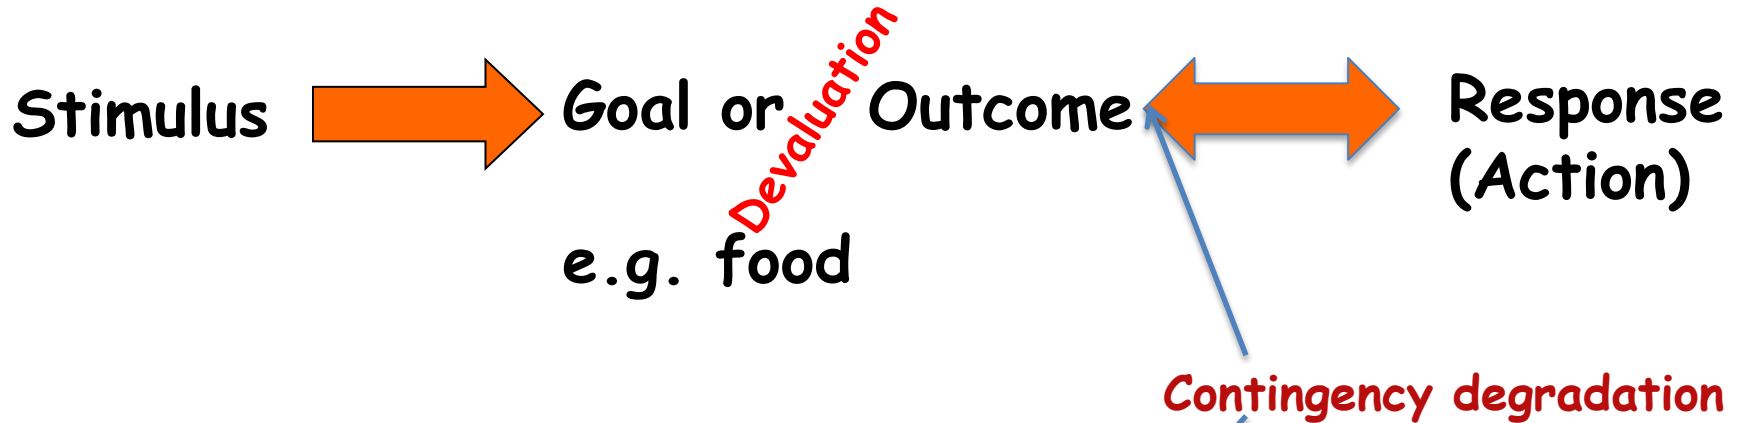 Stimulus
Goal or Outcome
Devaluation
e.g. food
Response
(Action)
Contingency degradation